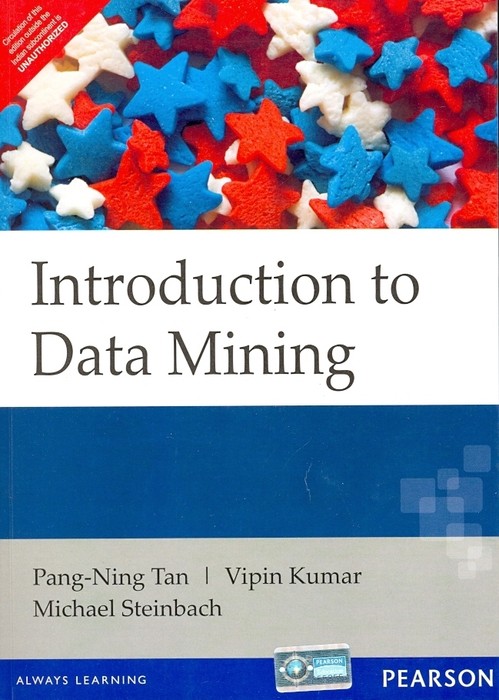 Circulation of this
edition outside the
Indian subcontinent is
UNAUTHORIZED
Introduction to
Data Mining
Pang-Ning Tan | Vipin Kumar
Michael Steinbach
PEARSON
ALWAYS LEARNING
PEARSON